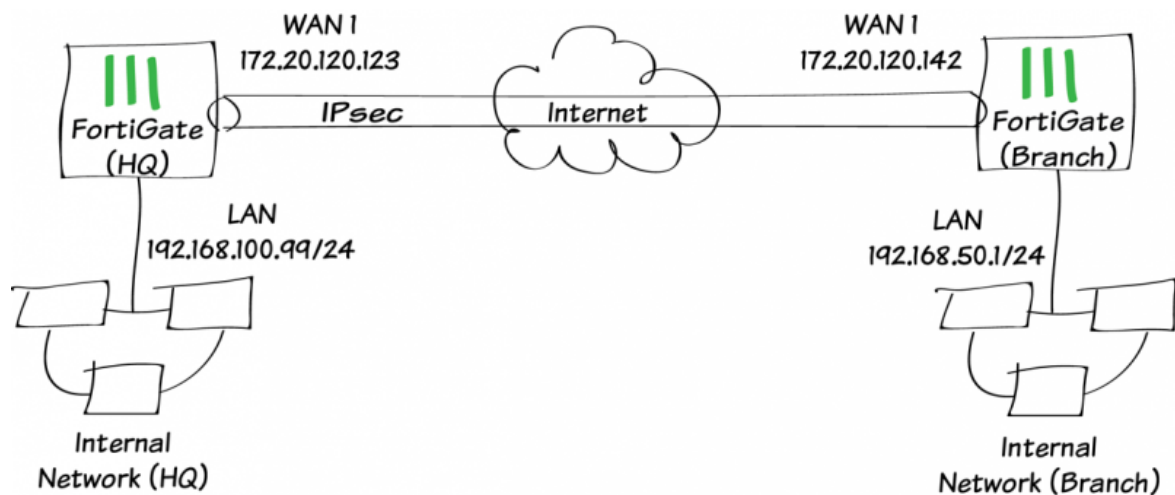 WAN 1
172.20.120.123
WAN 1
172.20.120.142
FortiGate
(HQ)
IPsec
Internet
FortiGate
(Branch)
LAN
192.168.100.99/24
LAN
192.168.50.1/24
Internal
Network (HQ)
Internal
Network (Branch)